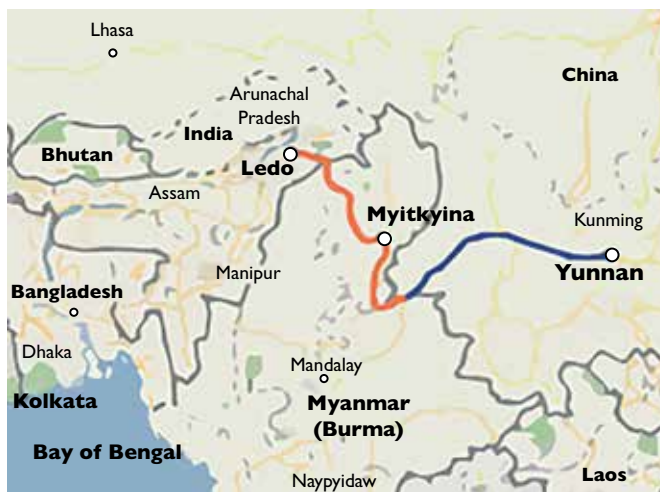 Lhasa
China
Arunachal
Pradesh
India
Bhutan
Ledo
Assam
Myitkyina
Kunming
Yunnan
Manipur
Bangladesh
Dhaka
Mandalay
Kolkata
Myanmar
(Burma)
Bay of Bengal
Naypyidaw
Laos